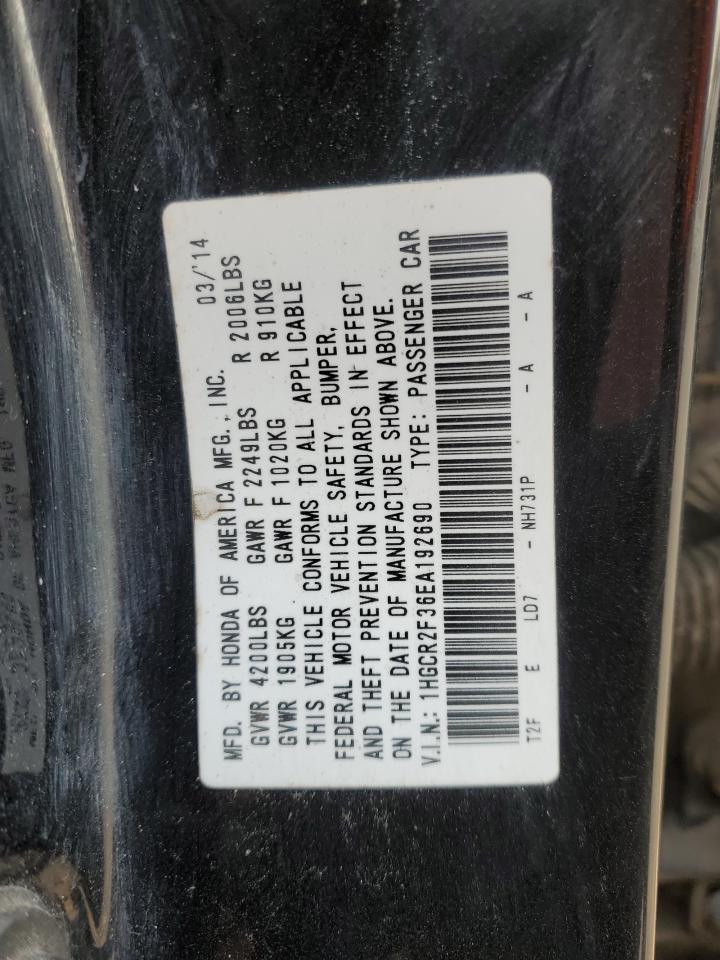 MFD. BY HONDA OF AMERICA MFG., INC. 03/'14
GVWR 4200LBS GAWR F 2249LBS R 2006LBS
GVWR 1905KG GAWR F 1020KG R 910KG
THIS VEHICLE CONFORMS TO ALL APPLICABLE
FEDERAL MOTOR VEHICLE SAFETY, BUMPER,
AND THEFT PREVENTION STANDARDS IN EFFECT
ON THE DATE OF MANUFACTURE SHOWN ABOVE.
V.I.N.: 1HGCR2F36EA192690 TYPE: PASSENGER CAR
T2F E LD7 - NH731P - A - A